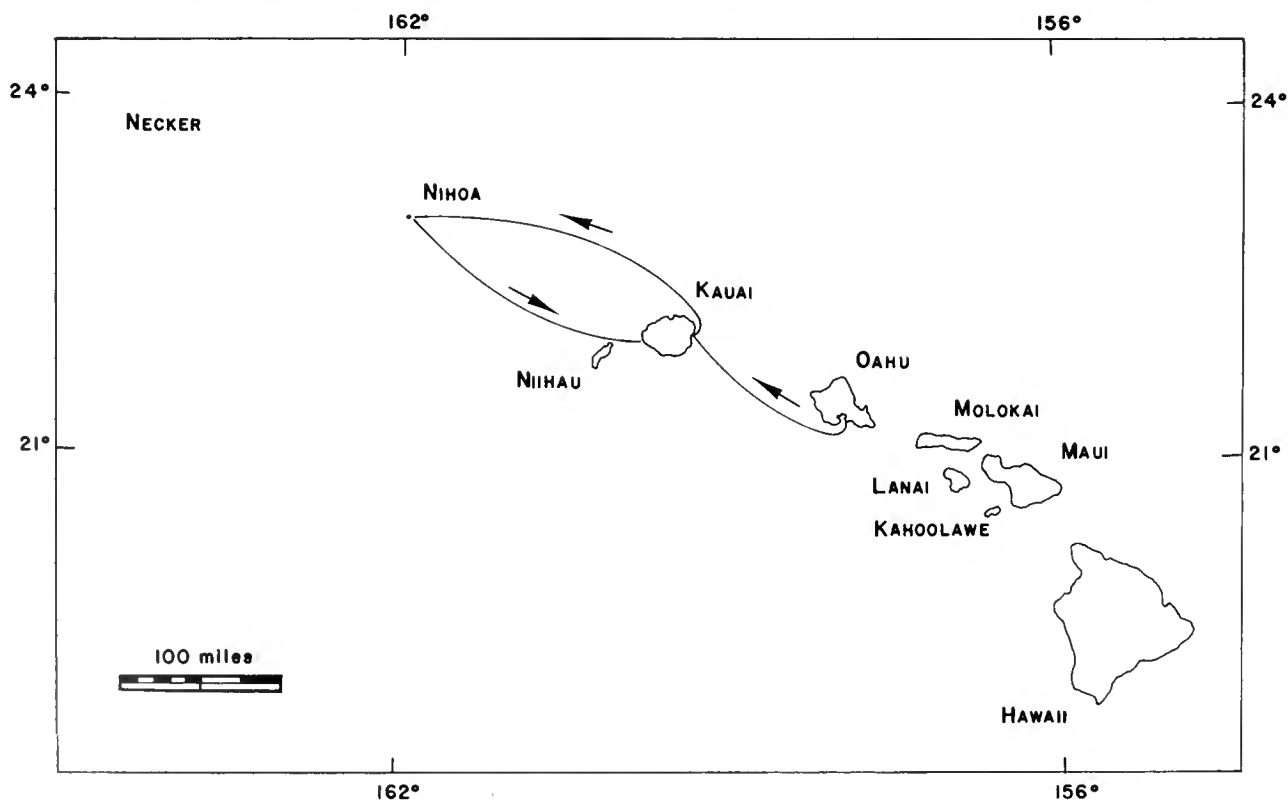 162° 156°
24° 24°
NECKER
NIHOA
KAUAI
OAHU
NIIHAU
MOLOKAI
21° MAUI 21°
LANAI
KAHOOLAWE
100 miles
HAWAII
162° 156°